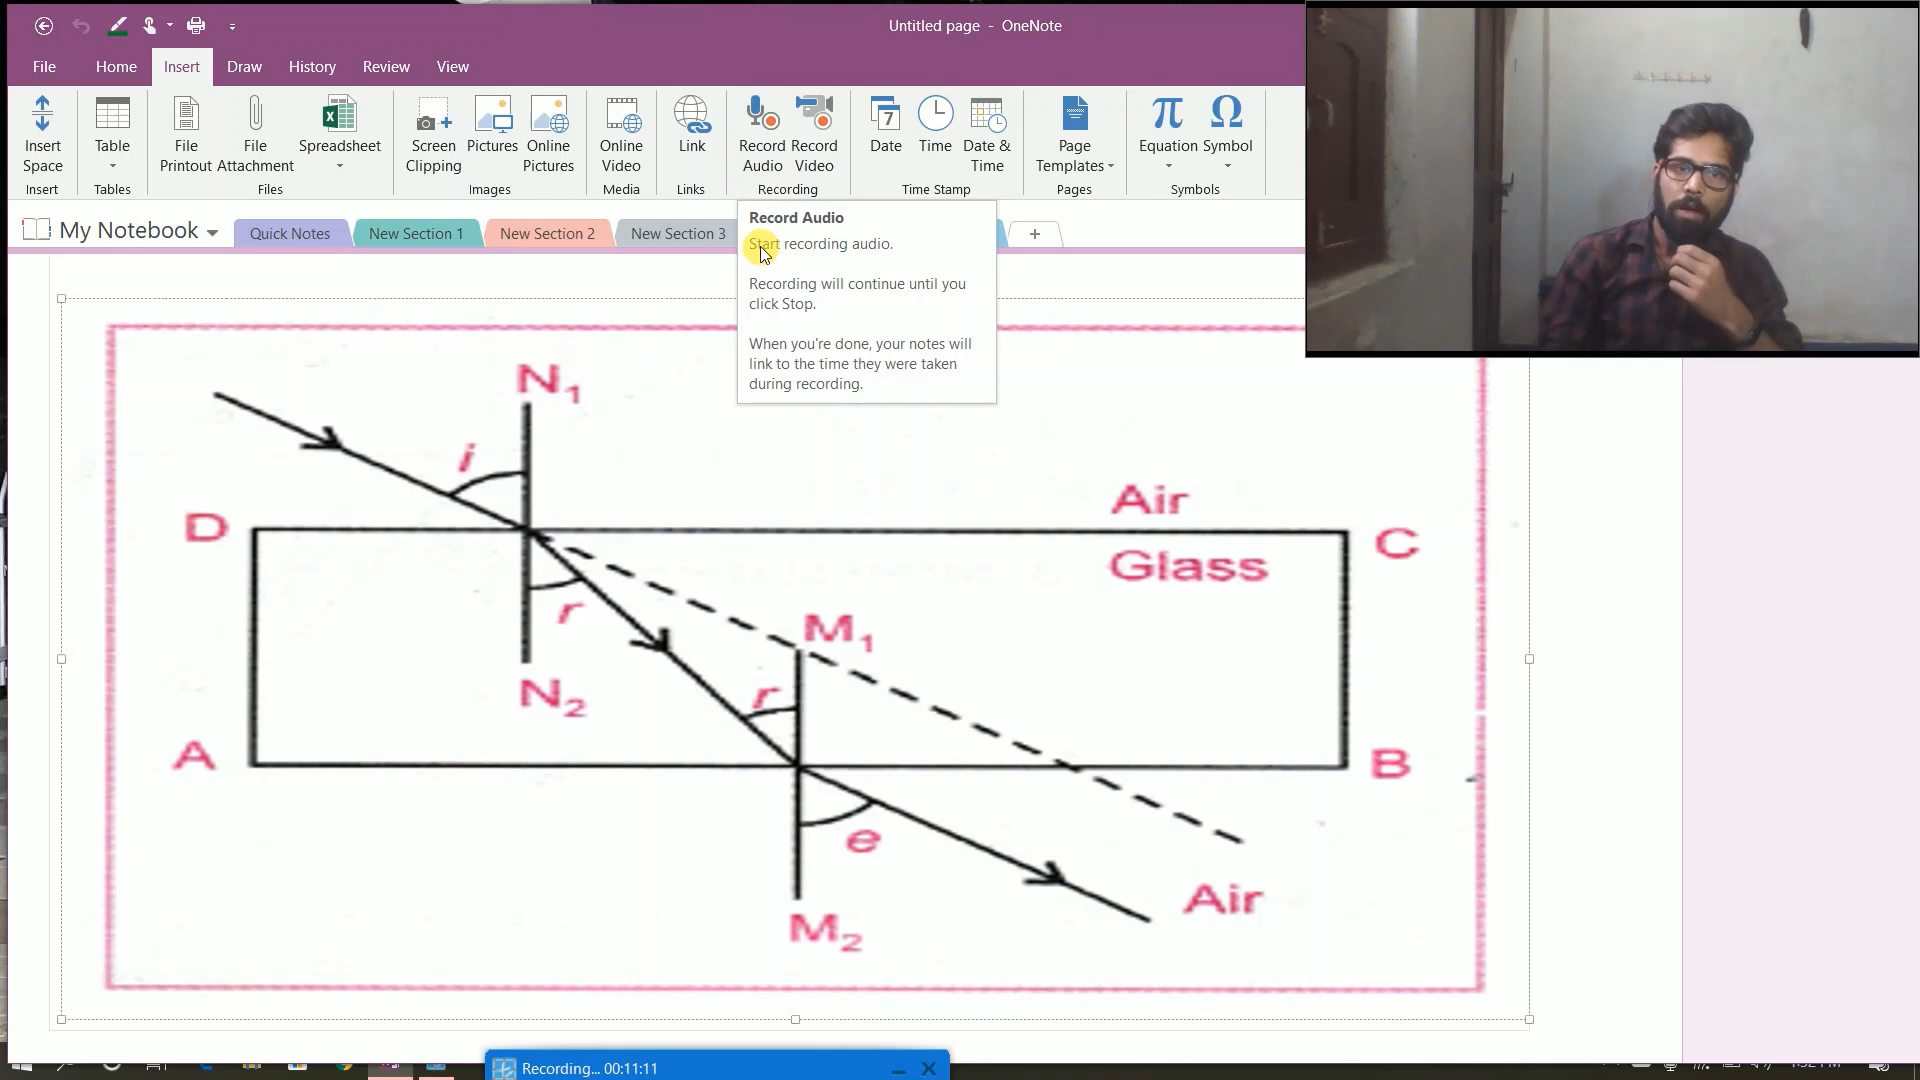 Untitled page - OneNote
File Home Insert Draw History Review View
Insert Space
Table
File Printout
File Attachment
Spreadsheet
Screen Clipping
Pictures
Online Pictures
Online Video
Link
Record Audio
Record Video
Date
Time
Date & Time
Page Templates
π Equation
Ω Symbol
Insert Tables Files Images Media Links Recording Time Stamp Pages Symbols
My Notebook Quick Notes New Section 1 New Section 2 New Section 3 +
Record Audio
Start recording audio.
Recording will continue until you
click Stop.
When you're done, your notes will
link to the time they were taken
during recording.
N1
i
Air
D
C
Glass
r
M1
N2
r
A
B
e
Air
M2
Recording... 00:11:11